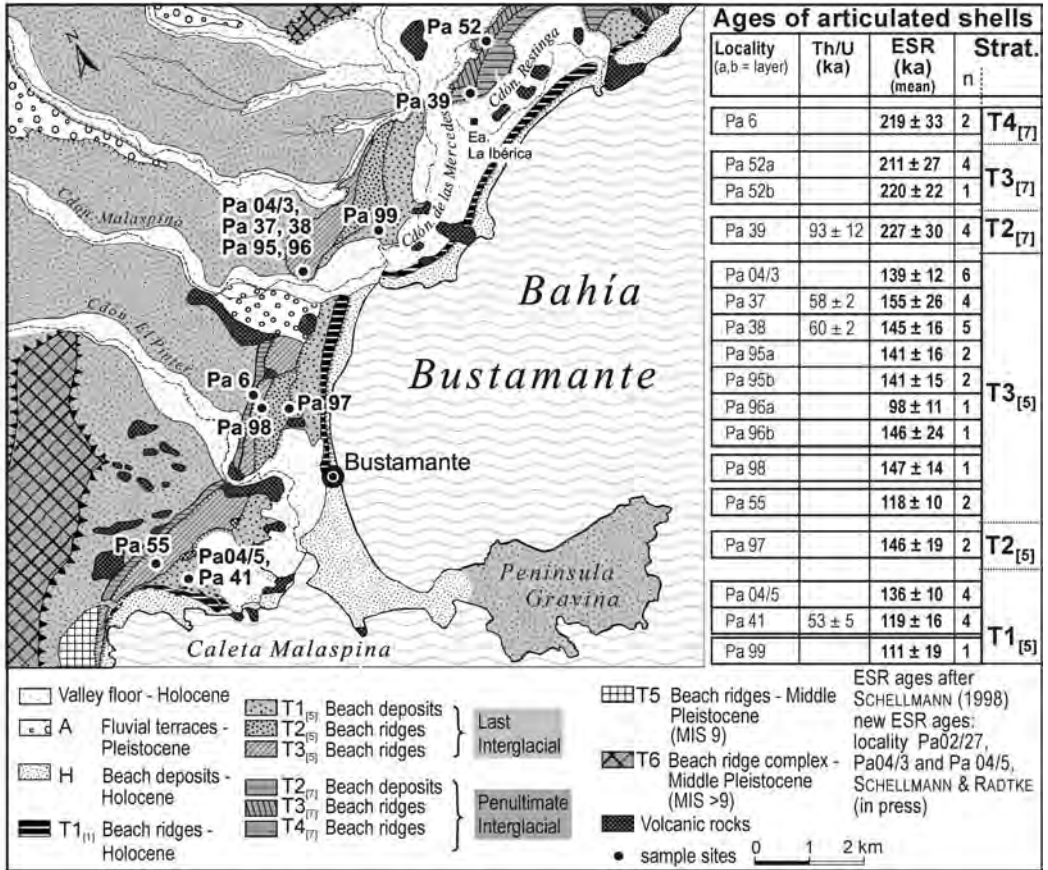 Pa 52
Cdón. Restinga
Pa 39
Ea.
La Ibérica
Cdón. de las Mercedes
N
Cdón. Malaspina
Pa 04/3,
Pa 37, 38
Pa 95, 96
Pa 99
Cdón. El Pinter
Bahía
Bustamante
Pa 6
Pa 97
Pa 98
Bustamante
Pa 55
Pa04/5,
Pa 41
Península
Gravina
Caleta Malaspina
Ages of articulated shells
Locality (a,b = layer) Th/U (ka) ESR (ka) (mean) n Strat.
Pa 6 219 ± 33 2 T4[7]
Pa 52a 211 ± 27 4 T3[7]
Pa 52b 220 ± 22 1
Pa 39 93 ± 12 227 ± 30 4 T2[7]
Pa 04/3 139 ± 12 6 T3[5]
Pa 37 58 ± 2 155 ± 26 4
Pa 38 60 ± 2 145 ± 16 5
Pa 95a 141 ± 16 2
Pa 95b 141 ± 15 2
Pa 96a 98 ± 11 1
Pa 96b 146 ± 24 1
Pa 98 147 ± 14 1
Pa 55 118 ± 10 2
Pa 97 146 ± 19 2 T2[5]
Pa 04/5 136 ± 10 4 T1[5]
Pa 41 53 ± 5 119 ± 16 4
Pa 99 111 ± 19 1
Valley floor - Holocene
A Fluvial terraces -
Pleistocene
H Beach deposits -
Holocene
T1[1] Beach ridges -
Holocene
T1[5] Beach deposits
T2[5] Beach ridges
T3[5] Beach ridges
Last
Interglacial
T2[7] Beach deposits
T3[7] Beach ridges
T4[7] Beach ridges
Penultimate
Interglacial
T5 Beach ridges - Middle
Pleistocene
(MIS 9)
T6 Beach ridge complex -
Middle Pleistocene
(MIS >9)
Volcanic rocks
sample sites
0 1 2 km
ESR ages after
SCHELLMANN (1998)
new ESR ages:
locality Pa02/27,
Pa04/3 and Pa 04/5,
SCHELLMANN & RADTKE
(in press)